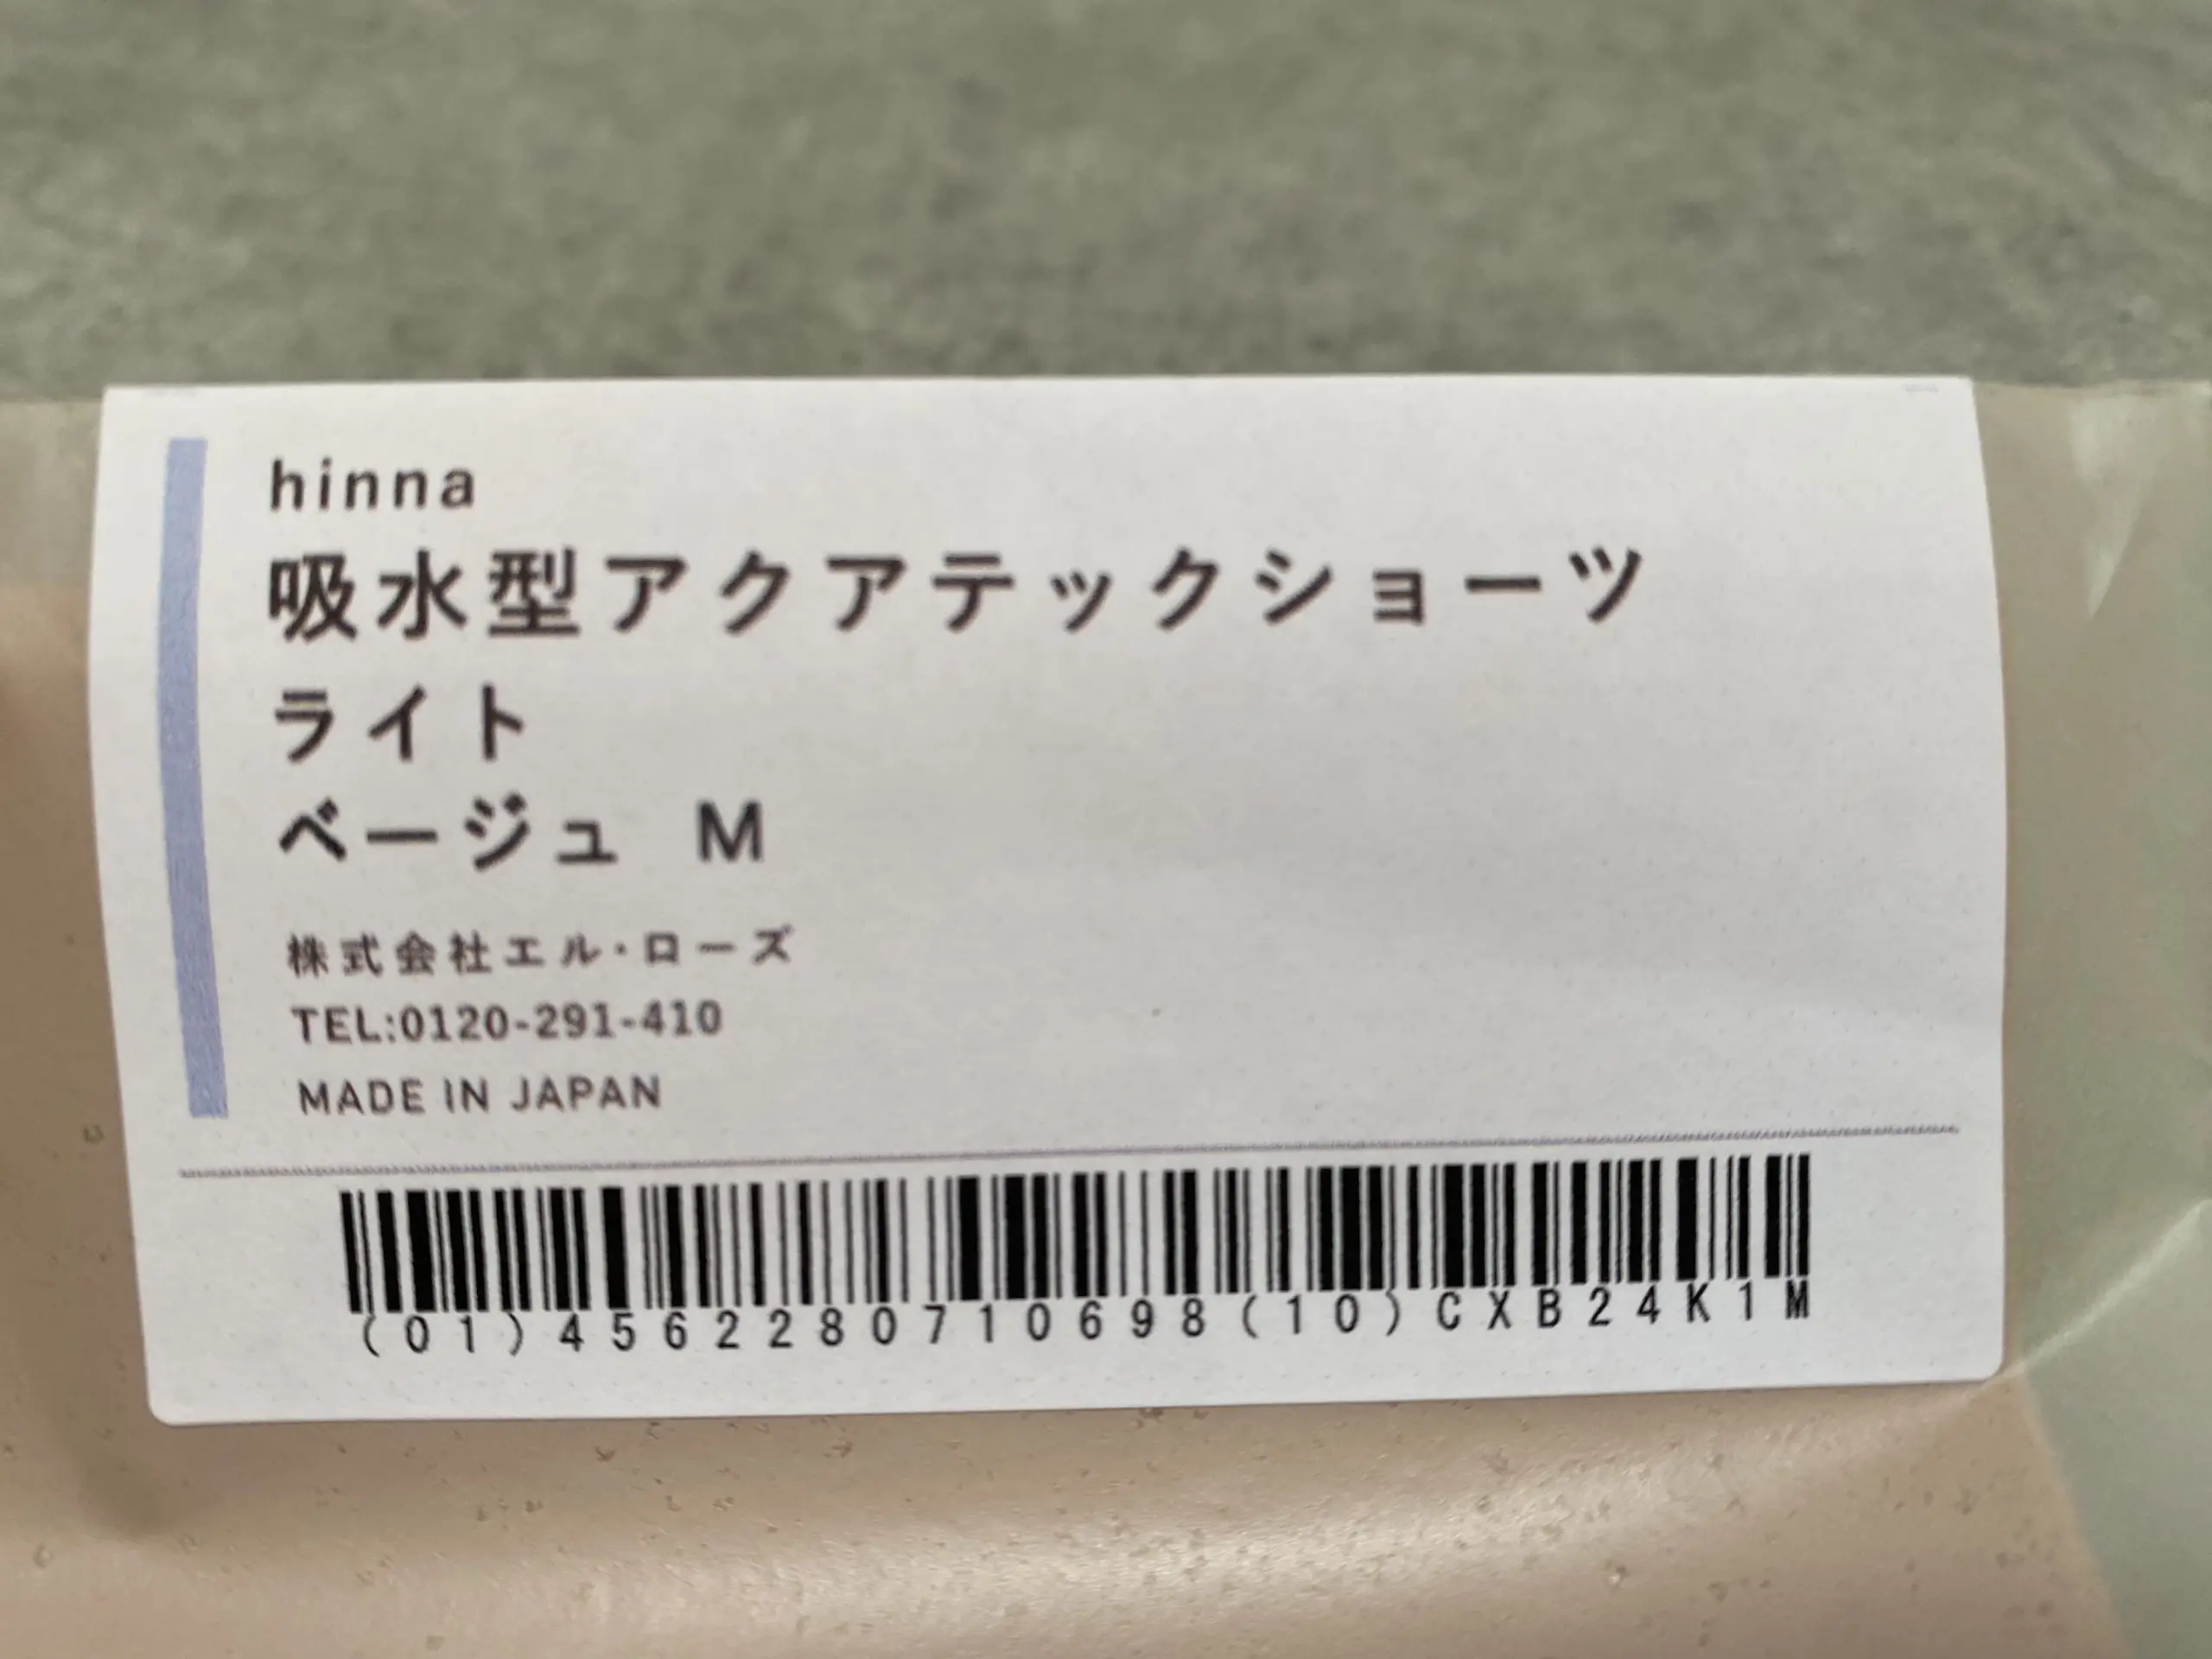 hinna
吸水型アクアテックショーツ
ライト
ベージュ M
株式会社エル・ローズ
TEL:0120-291-410
MADE IN JAPAN
(01)4562280710698(10)CXB24K1M